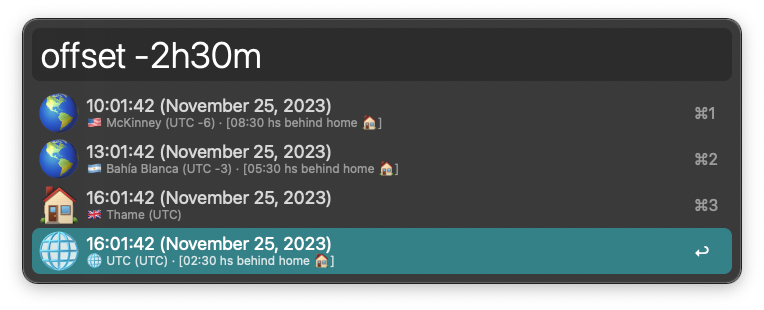 offset -2h30m
10:01:42 (November 25, 2023)
🇺🇸 McKinney (UTC -6) · [08:30 hs behind home 🏠]
⌘1
13:01:42 (November 25, 2023)
🇦🇷 Bahía Blanca (UTC -3) · [05:30 hs behind home 🏠]
⌘2
16:01:42 (November 25, 2023)
🇬🇧 Thame (UTC)
⌘3
16:01:42 (November 25, 2023)
🌐 UTC (UTC) · [02:30 hs behind home 🏠]
↩